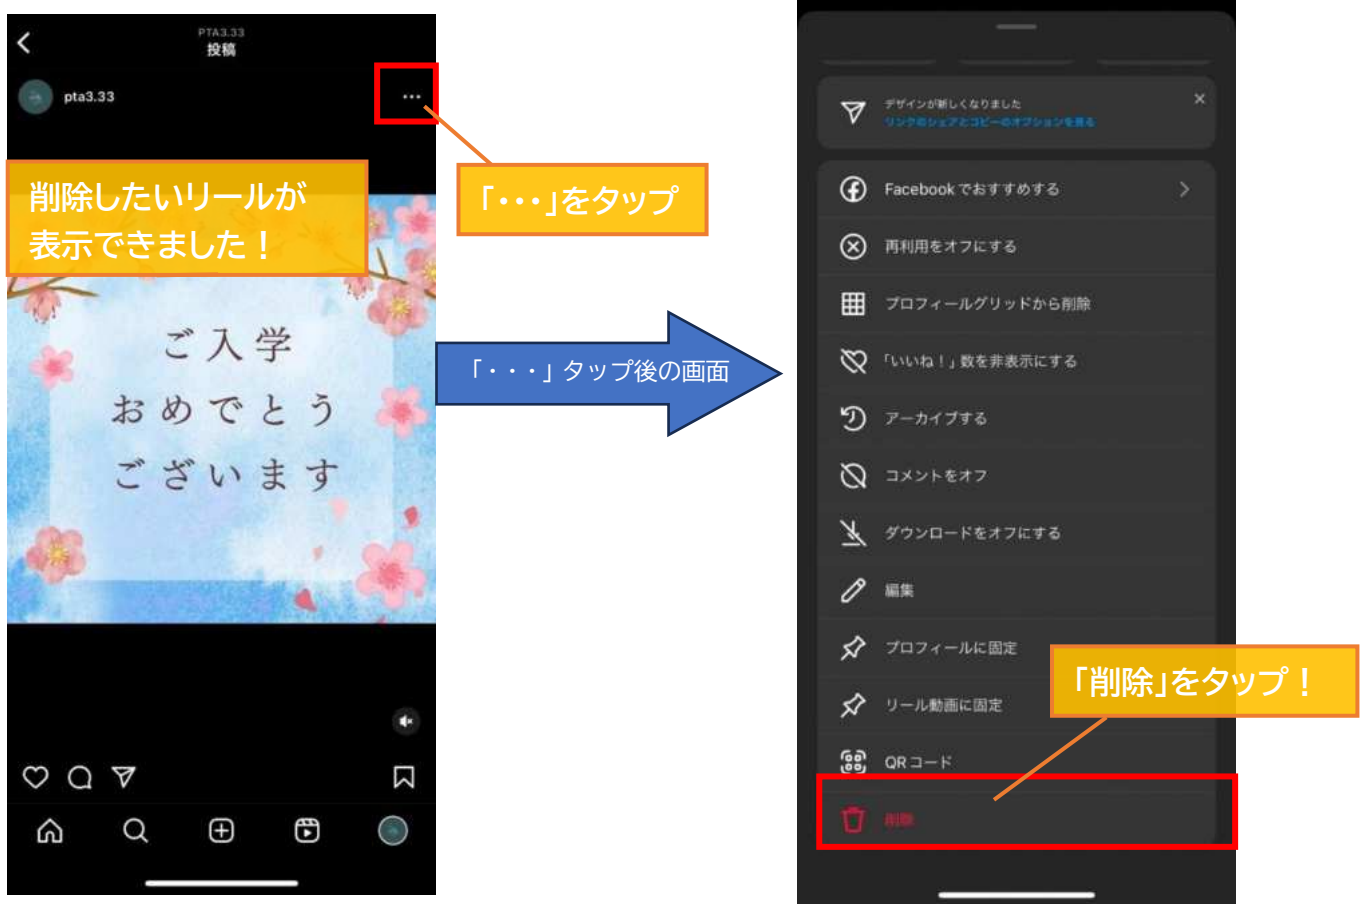 PTA3.33
投稿
pta3.33
削除したいリールが
表示できました！
「・・・」をタップ
ご入学
おめでとう
ございます
「・・・」タップ後の画面
デザインが新しくなりました
リンクのシェアとコピーのオプションを見る
Facebookでおすすめする
再利用をオフにする
プロフィールグリッドから削除
「いいね！」数を非表示にする
アーカイブする
コメントをオフ
ダウンロードをオフにする
編集
プロフィールに固定
リール動画に固定
QRコード
削除
「削除」をタップ！